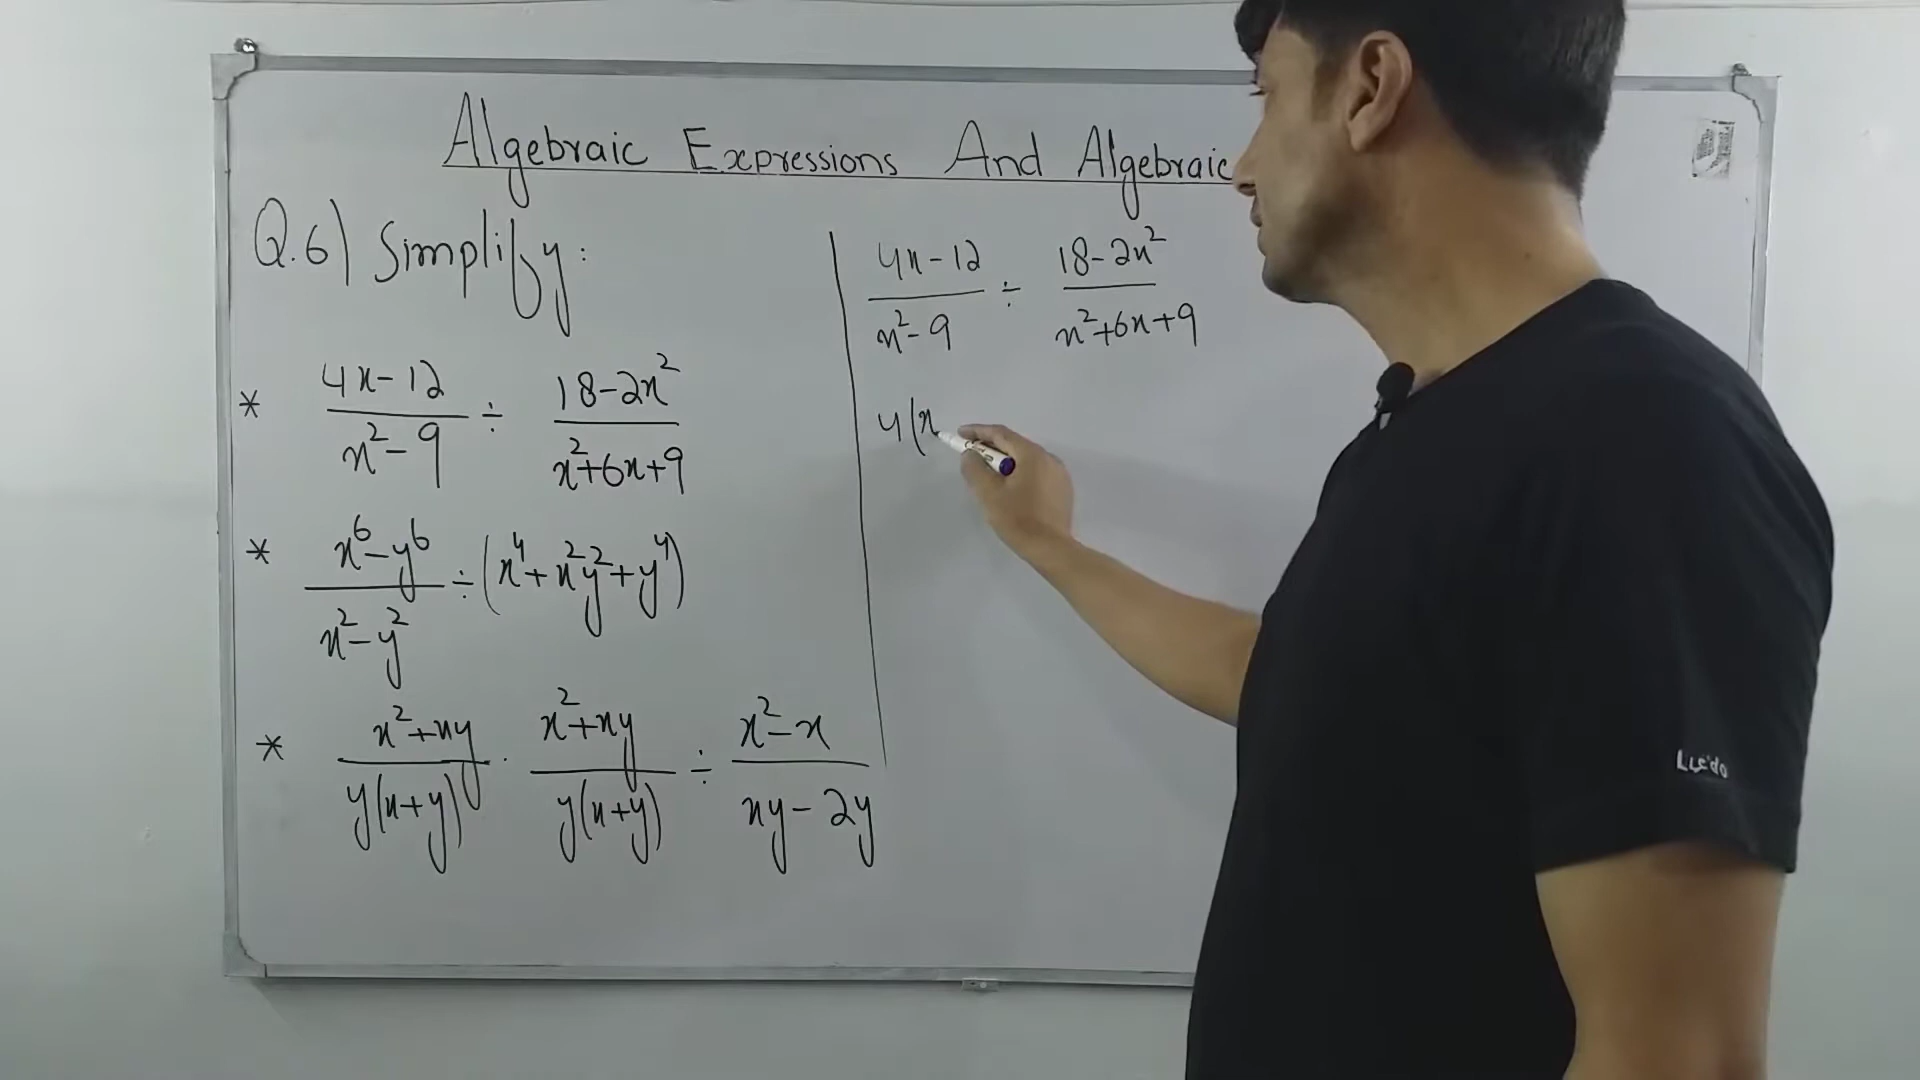 Algebraic Expressions And Algebraic
Q.6) Simplify:
* 4x-12 / x²-9 ÷ 18-2x² / x²+6x+9
* x⁶-y⁶ / x²-y² ÷ (x⁴+x²y²+y⁴)
* x²+xy / y(x+y) · x²+xy / y(x+y) ÷ x²-x / xy-2y
4x-12 / x²-9 ÷ 18-2x² / x²+6x+9
4(x